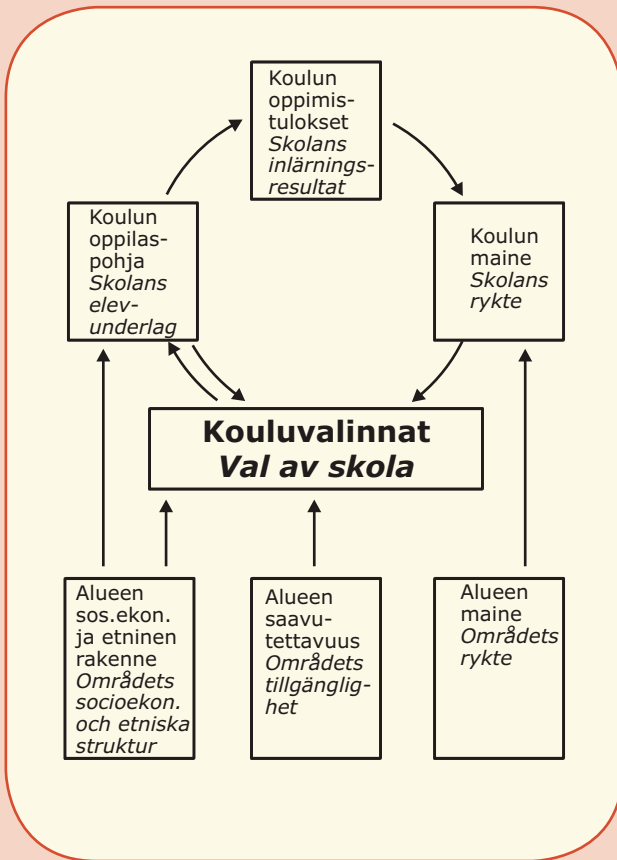 Koulun
oppimis-
tulokset
Skolans
inlärnings-
resultat
Koulun
oppilas-
pohja
Skolans
elev-
underlag
Koulun
maine
Skolans
rykte
Kouluvalinnat
Val av skola
Alueen
sos.ekon.
ja etninen
rakenne
Områdets
socioekon.
och etniska
struktur
Alueen
saavu-
tettavuus
Områdets
tillgänglig-
het
Alueen
maine
Områdets
rykte